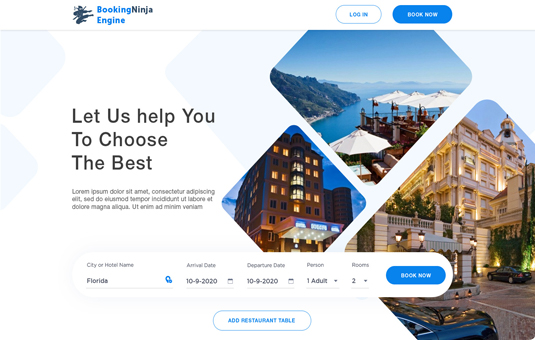 BookingNinja
Engine
LOG IN
BOOK NOW
Let Us help You
To Choose
The Best
Lorem ipsum dolor sit amet, consectetur adipiscing
elit, sed do eiusmod tempor incididunt ut labore et
dolore magna aliqua. Ut enim ad minim veniam
City or Hotel Name
Arrival Date
Departure Date
Person
Rooms
Florida
10-9-2020
10-9-2020
1 Adult
2
BOOK NOW
ADD RESTAURANT TABLE